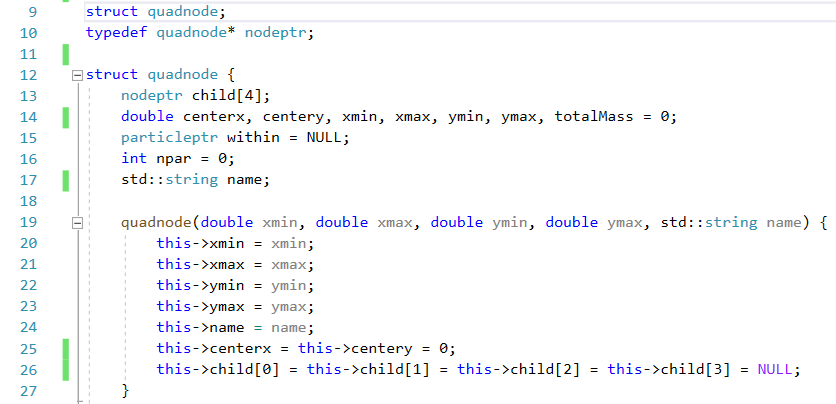 9 struct quadnode;
10 typedef quadnode* nodeptr;
11
12 struct quadnode {
13 nodeptr child[4];
14 double centerx, centery, xmin, xmax, ymin, ymax, totalMass = 0;
15 particleptr within = NULL;
16 int npar = 0;
17 std::string name;
18
19 quadnode(double xmin, double xmax, double ymin, double ymax, std::string name) {
20 this->xmin = xmin;
21 this->xmax = xmax;
22 this->ymin = ymin;
23 this->ymax = ymax;
24 this->name = name;
25 this->centerx = this->centery = 0;
26 this->child[0] = this->child[1] = this->child[2] = this->child[3] = NULL;
27 }